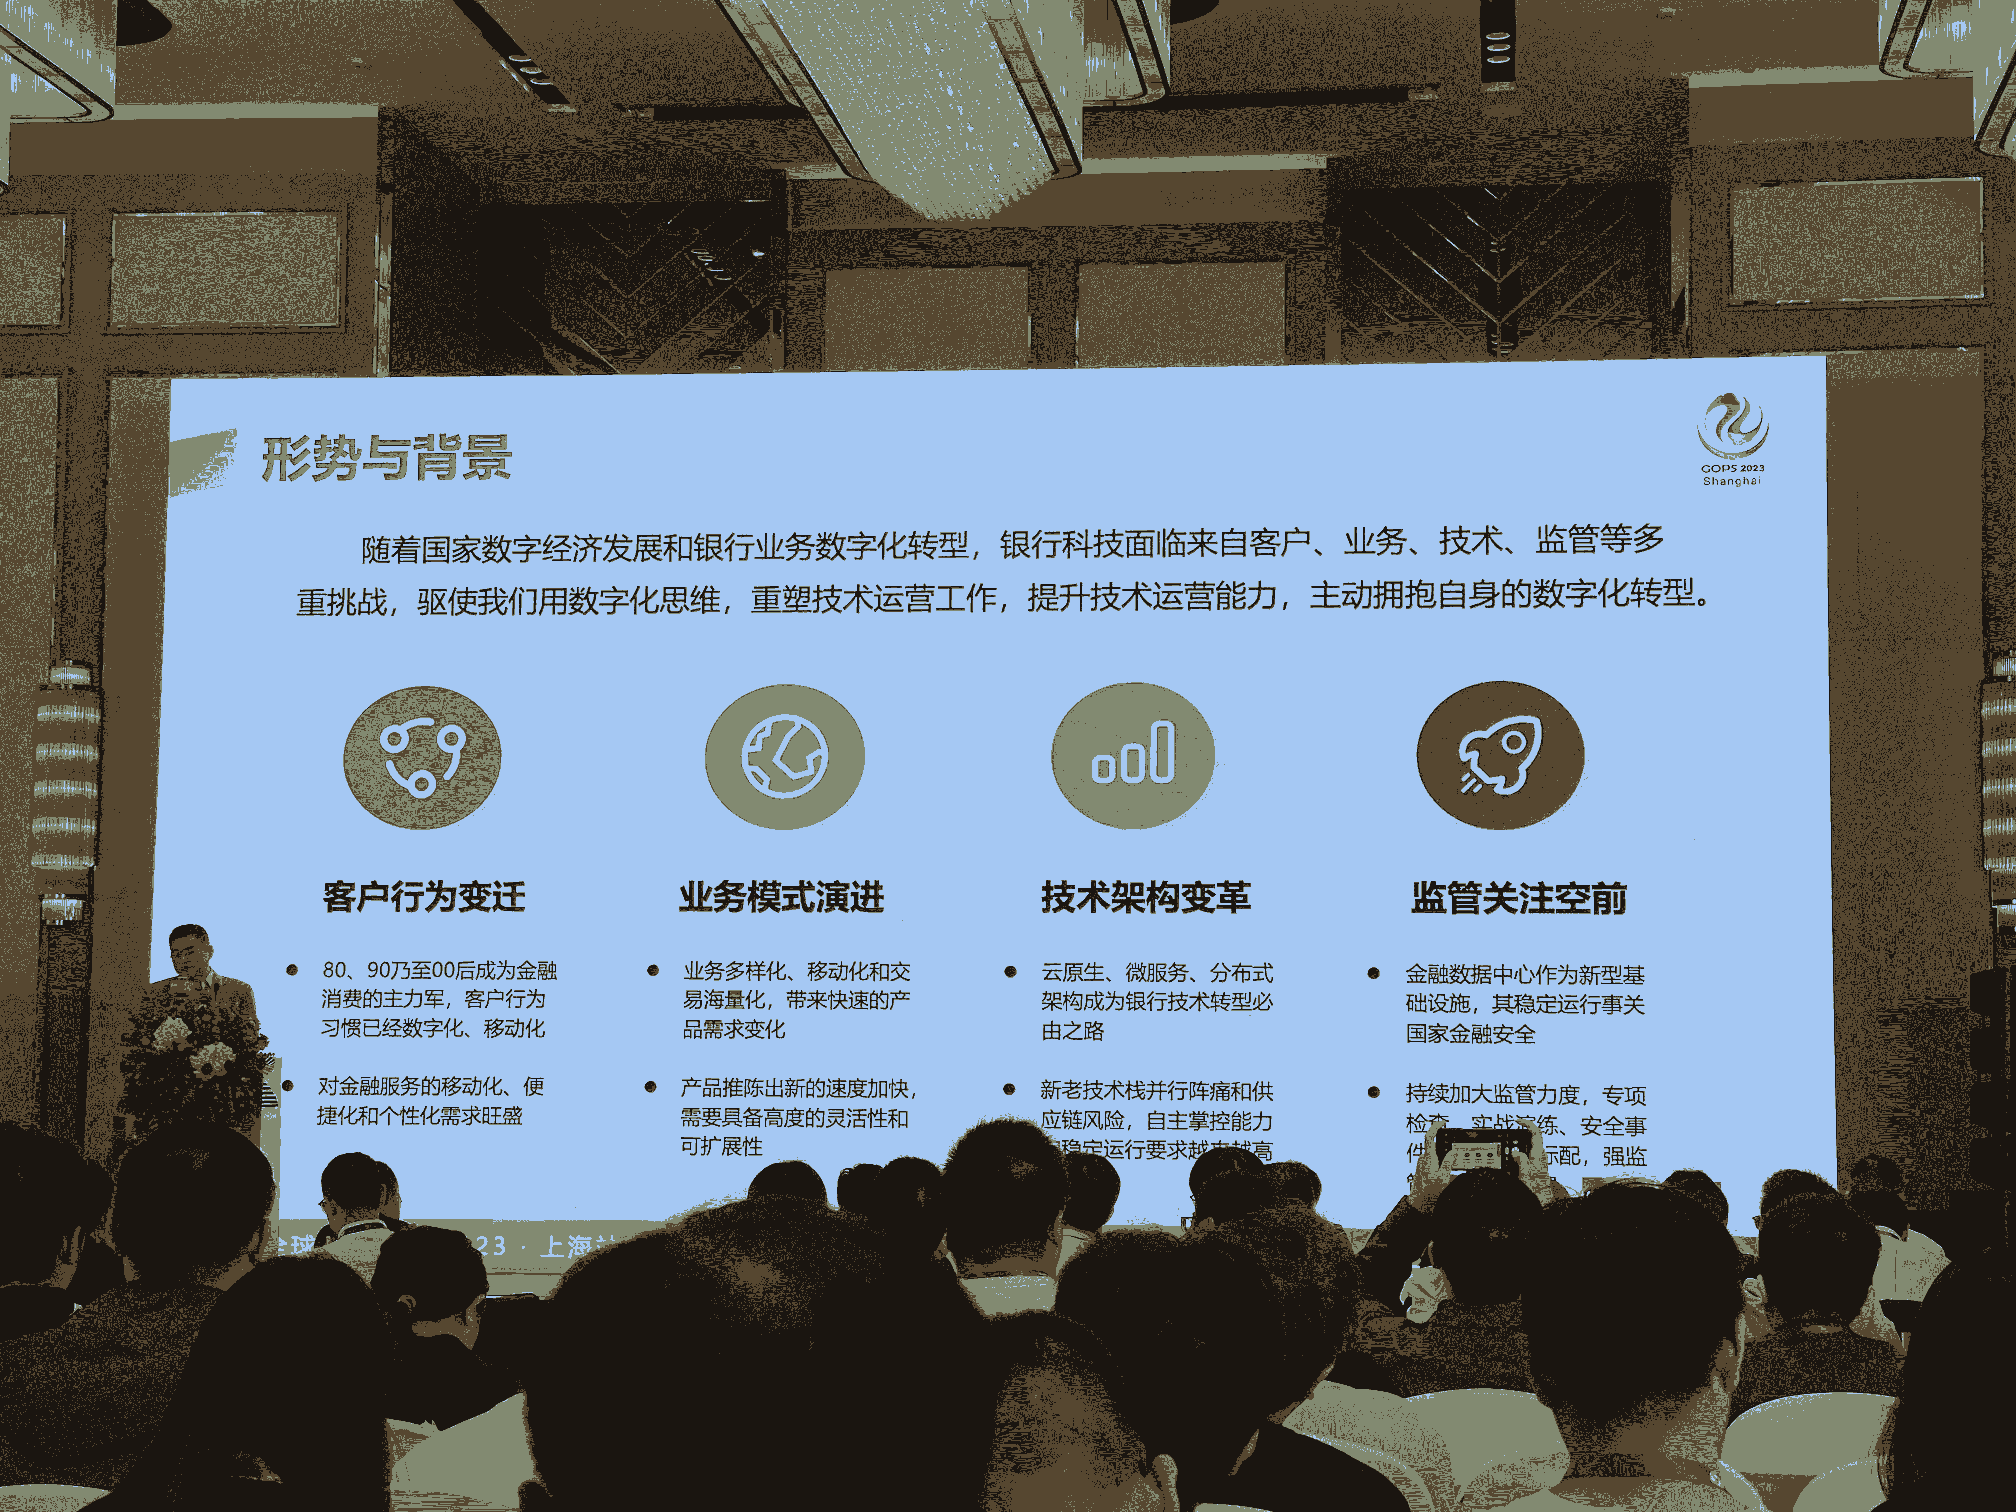 形势与背景
GOPS 2023
Shanghai
随着国家数字经济发展和银行业务数字化转型，银行科技面临来自客户、业务、技术、监管等多
重挑战，驱使我们用数字化思维，重塑技术运营工作，提升技术运营能力，主动拥抱自身的数字化转型。
客户行为变迁
80、90乃至00后成为金融
消费的主力军，客户行为
习惯已经数字化、移动化
对金融服务的移动化、便
捷化和个性化需求旺盛
业务模式演进
业务多样化、移动化和交
易海量化，带来快速的产
品需求变化
产品推陈出新的速度加快，
需要具备高度的灵活性和
可扩展性
技术架构变革
云原生、微服务、分布式
架构成为银行技术转型必
由之路
新老技术栈并行阵痛和供
应链风险，自主掌控能力
稳定运行要求越来越高
监管关注空前
金融数据中心作为新型基
础设施，其稳定运行事关
国家金融安全
持续加大监管力度，专项
检查、实战演练、安全事
件 标配，强监
全球 23 · 上海站